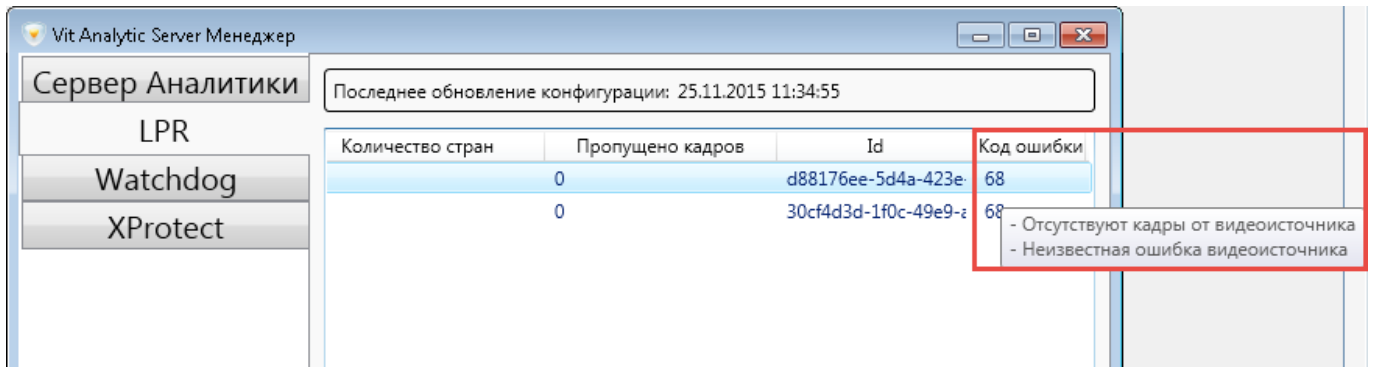 Vit Analytic Server Менеджер
Сервер Аналитики
LPR
Watchdog
XProtect
Последнее обновление конфигурации: 25.11.2015 11:34:55
Количество стран Пропущено кадров Id Код ошибки
0 d88176ee-5d4a-423e- 68
0 30cf4d3d-1f0c-49e9-a 68
- Отсутствуют кадры от видеоисточника
- Неизвестная ошибка видеоисточника